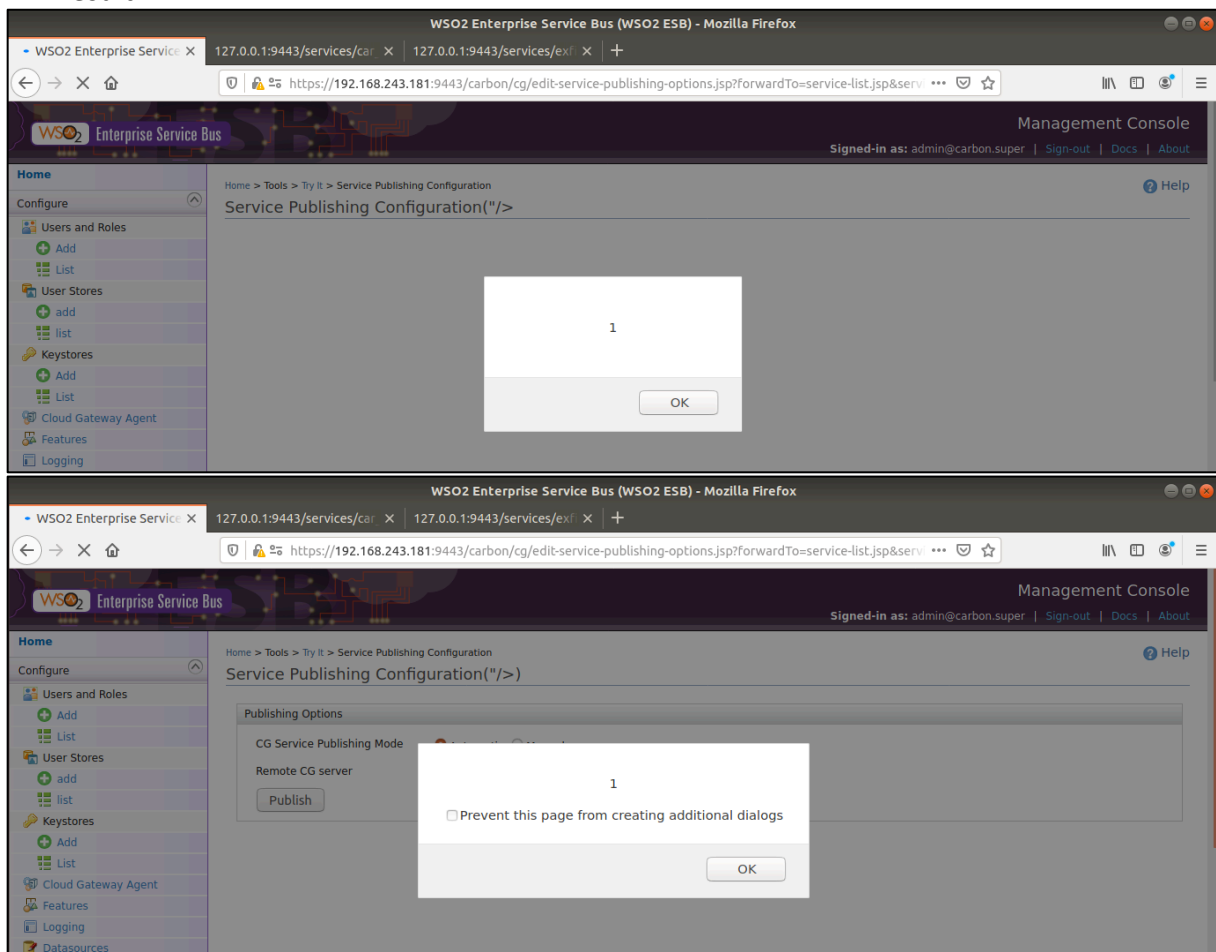 WSO2 Enterprise Service Bus (WSO2 ESB) - Mozilla Firefox
WSO2 Enterprise Service 127.0.0.1:9443/services/car 127.0.0.1:9443/services/exfi
https://192.168.243.181:9443/carbon/cg/edit-service-publishing-options.jsp?forwardTo=service-list.jsp&serv
WSO2 Enterprise Service Bus
Management Console
Signed-in as: admin@carbon.super | Sign-out | Docs | About
Home
Configure
Users and Roles
Add
List
User Stores
add
list
Keystores
Add
List
Cloud Gateway Agent
Features
Logging
Home > Tools > Try It > Service Publishing Configuration
Help
Service Publishing Configuration("/>
1
OK
WSO2 Enterprise Service Bus (WSO2 ESB) - Mozilla Firefox
WSO2 Enterprise Service 127.0.0.1:9443/services/car 127.0.0.1:9443/services/exfi
https://192.168.243.181:9443/carbon/cg/edit-service-publishing-options.jsp?forwardTo=service-list.jsp&serv
WSO2 Enterprise Service Bus
Management Console
Signed-in as: admin@carbon.super | Sign-out | Docs | About
Home
Configure
Users and Roles
Add
List
User Stores
add
list
Keystores
Add
List
Cloud Gateway Agent
Features
Logging
Datasources
Home > Tools > Try It > Service Publishing Configuration
Help
Service Publishing Configuration("/>)
Publishing Options
CG Service Publishing Mode
Remote CG server
Publish
1
Prevent this page from creating additional dialogs
OK